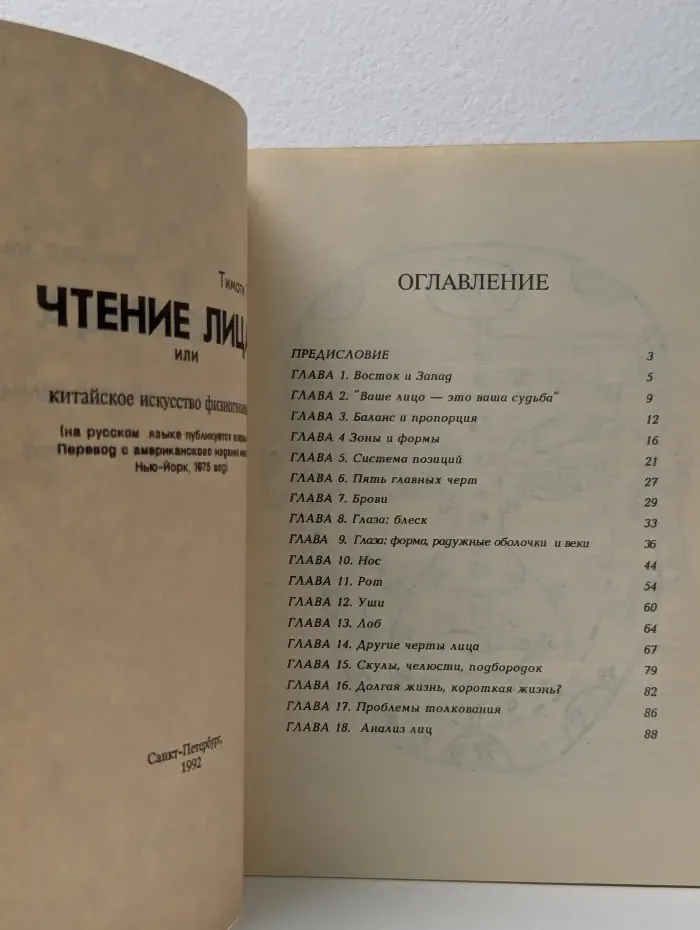 Тимоти
ЧТЕНИЕ ЛИЦА
ИЛИ
китайское искусство
(на русском языке публикуется
Перевод с американского издания
Нью-Йорк, 1975 год)
Санкт-Петербург,
1992
ОГЛАВЛЕНИЕ
ПРЕДИСЛОВИЕ 3
ГЛАВА 1. Восток и Запад 5
ГЛАВА 2. "Ваше лицо — это ваша судьба" 9
ГЛАВА 3. Баланс и пропорция 12
ГЛАВА 4 Зоны и формы 16
ГЛАВА 5. Система позиций 21
ГЛАВА 6. Пять главных черт 27
ГЛАВА 7. Брови 29
ГЛАВА 8. Глаза: блеск 33
ГЛАВА 9. Глаза: форма, радужные оболочки и веки 36
ГЛАВА 10. Нос 44
ГЛАВА 11. Рот 54
ГЛАВА 12. Уши 60
ГЛАВА 13. Лоб 64
ГЛАВА 14. Другие черты лица 67
ГЛАВА 15. Скулы, челюсти, подбородок 79
ГЛАВА 16. Долгая жизнь, короткая жизнь? 82
ГЛАВА 17. Проблемы толкования 86
ГЛАВА 18. Анализ лиц 88